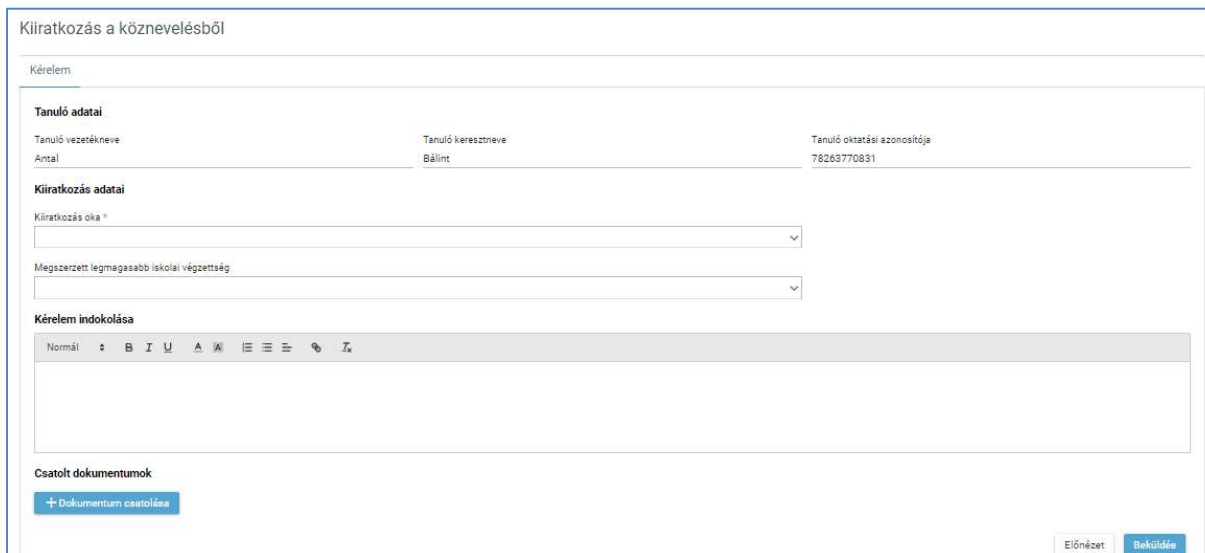 Kiiratkozás a köznevelésből
Kérelem
Tanuló adatai
Tanuló vezetékneve Tanuló keresztneve Tanuló oktatási azonosítója
Antal Bálint 78263770831
Kiiratkozás adatai
Kiiratkozás oka *
Megszerzett legmagasabb iskolai végzettség
Kérelem indokolása
Normál B I U A A Tx
Csatolt dokumentumok
+ Dokumentum csatolása
Előnézet Beküldés